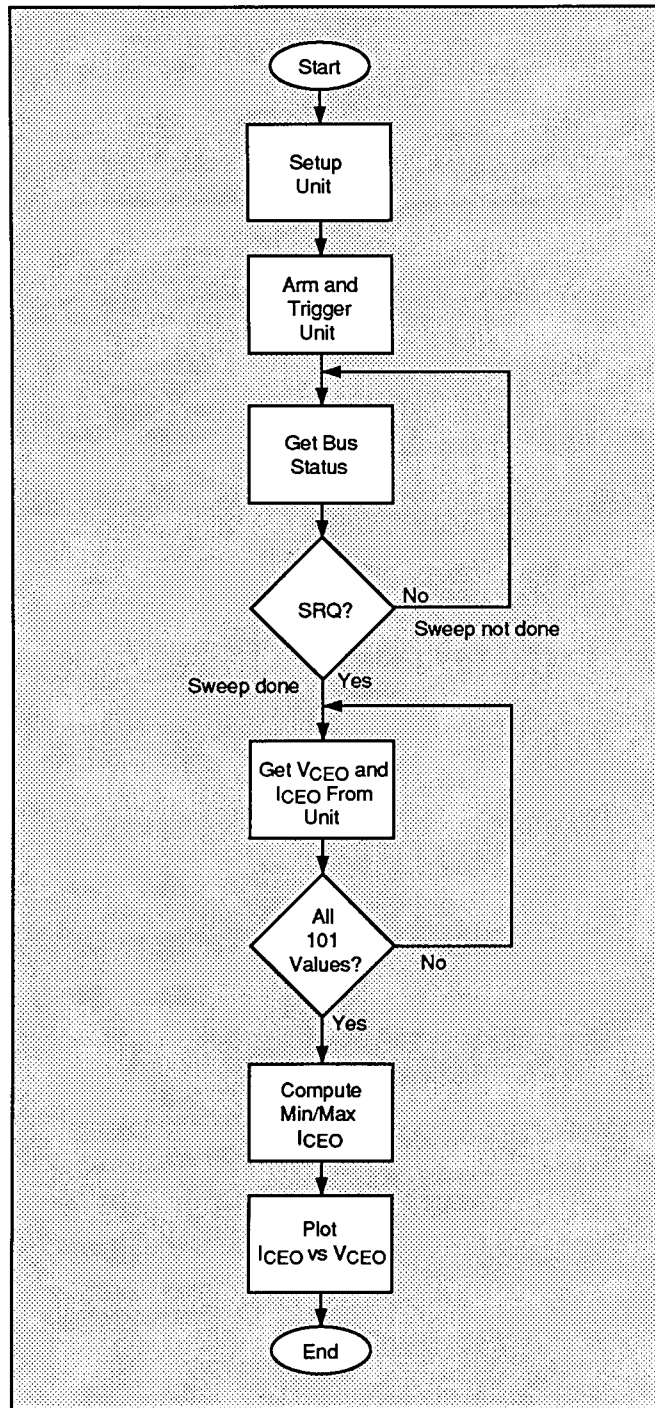 Start
Setup
Unit
Arm and
Trigger
Unit
Get Bus
Status
SRQ?
No
Sweep not done
Sweep done
Yes
Get VCEO and
ICEO From
Unit
All
101
Values?
No
Yes
Compute
Min/Max
ICEO
Plot
ICEO vs VCEO
End